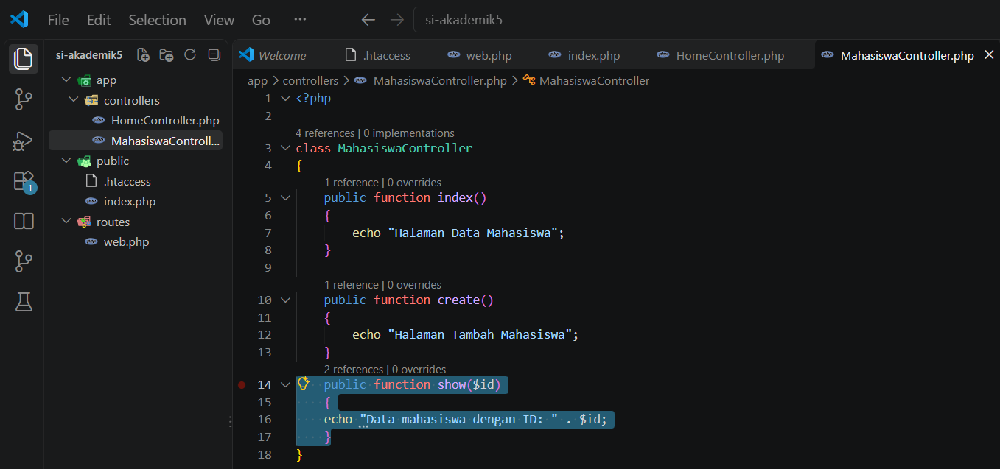 File Edit Selection View Go ··· si-akademik5
si-akademik5
app
controllers
HomeController.php
MahasiswaControll...
public
.htaccess
index.php
routes
web.php
1
Welcome .htaccess web.php index.php HomeController.php MahasiswaController.php
app > controllers > MahasiswaController.php > MahasiswaController
1 <?php
2
4 references | 0 implementations
3 class MahasiswaController
4 {
1 reference | 0 overrides
5 public function index()
6 {
7 echo "Halaman Data Mahasiswa";
8 }
9
1 reference | 0 overrides
10 public function create()
11 {
12 echo "Halaman Tambah Mahasiswa";
13 }
2 references | 0 overrides
14 public function show($id)
15 {
16 echo "Data mahasiswa dengan ID: " . $id;
17 }
18 }